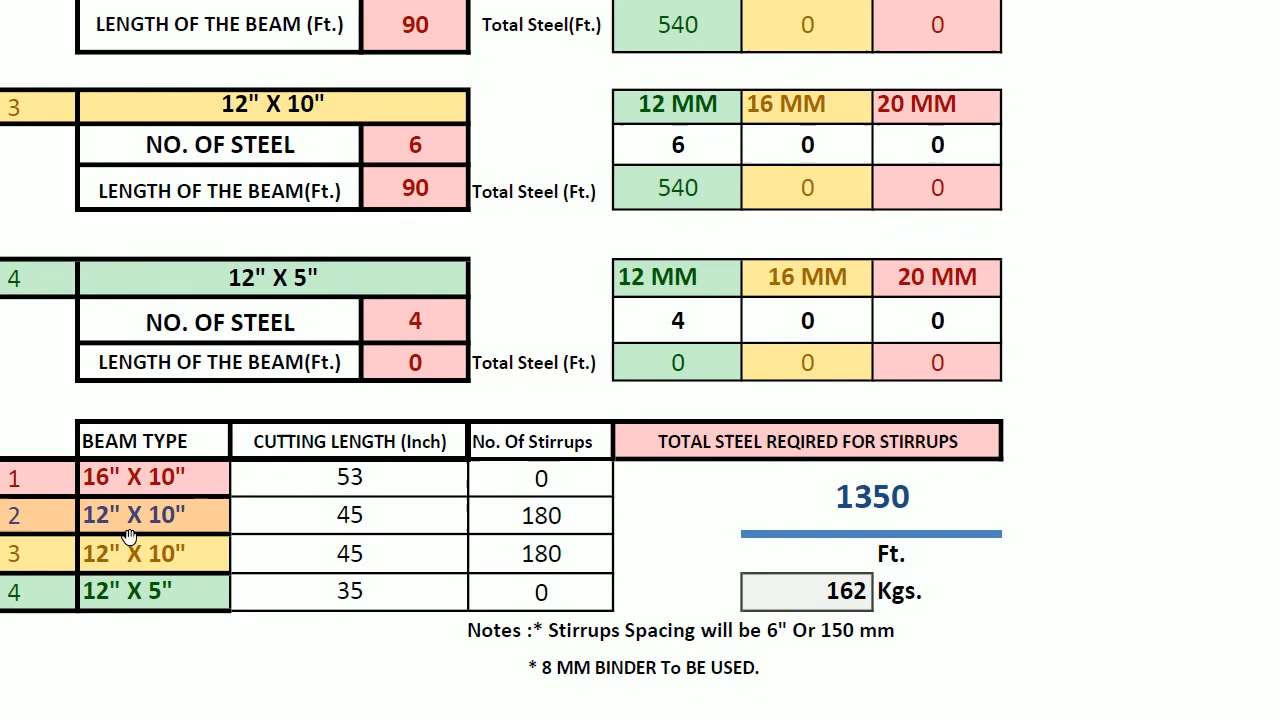 LENGTH OF THE BEAM (Ft.) 90 Total Steel(Ft.) 540 0 0
3 12" X 10" 12 MM 16 MM 20 MM
NO. OF STEEL 6 6 0 0
LENGTH OF THE BEAM(Ft.) 90 Total Steel (Ft.) 540 0 0
4 12" X 5" 12 MM 16 MM 20 MM
NO. OF STEEL 4 4 0 0
LENGTH OF THE BEAM(Ft.) 0 Total Steel (Ft.) 0 0 0
BEAM TYPE CUTTING LENGTH (Inch) No. Of Stirrups TOTAL STEEL REQIRED FOR STIRRUPS
1 16" X 10" 53 0
1350
2 12" X 10" 45 180
3 12" X 10" 45 180 Ft.
4 12" X 5" 35 0 162 Kgs.
Notes :* Stirrups Spacing will be 6" Or 150 mm
* 8 MM BINDER To BE USED.